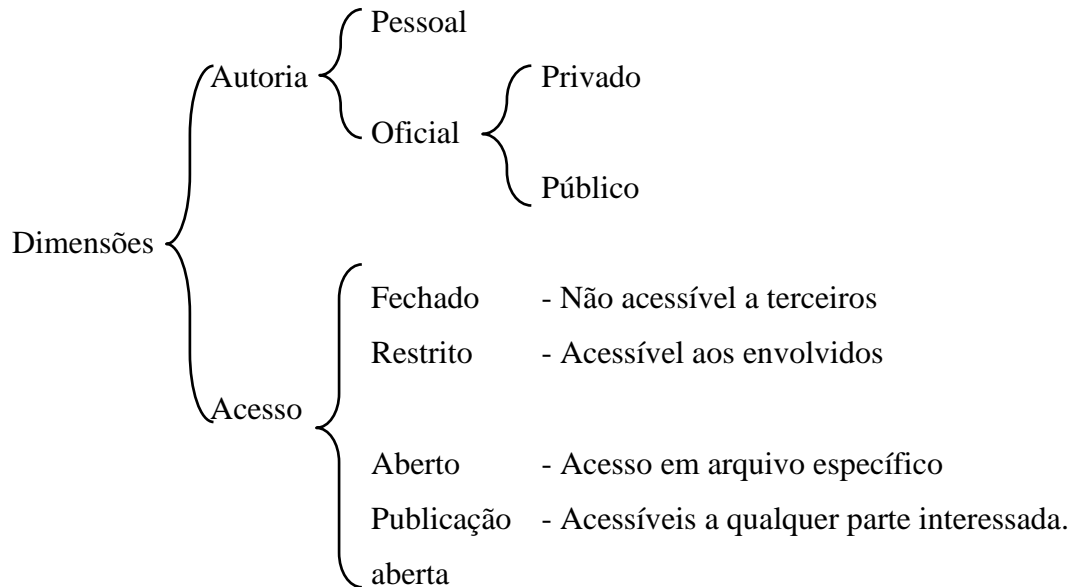 Pessoal
Autoria
Privado
Oficial
Público
Dimensões
Fechado - Não acessível a terceiros
Restrito - Acessível aos envolvidos
Acesso
Aberto - Acesso em arquivo específico
Publicação - Acessíveis a qualquer parte interessada.
aberta